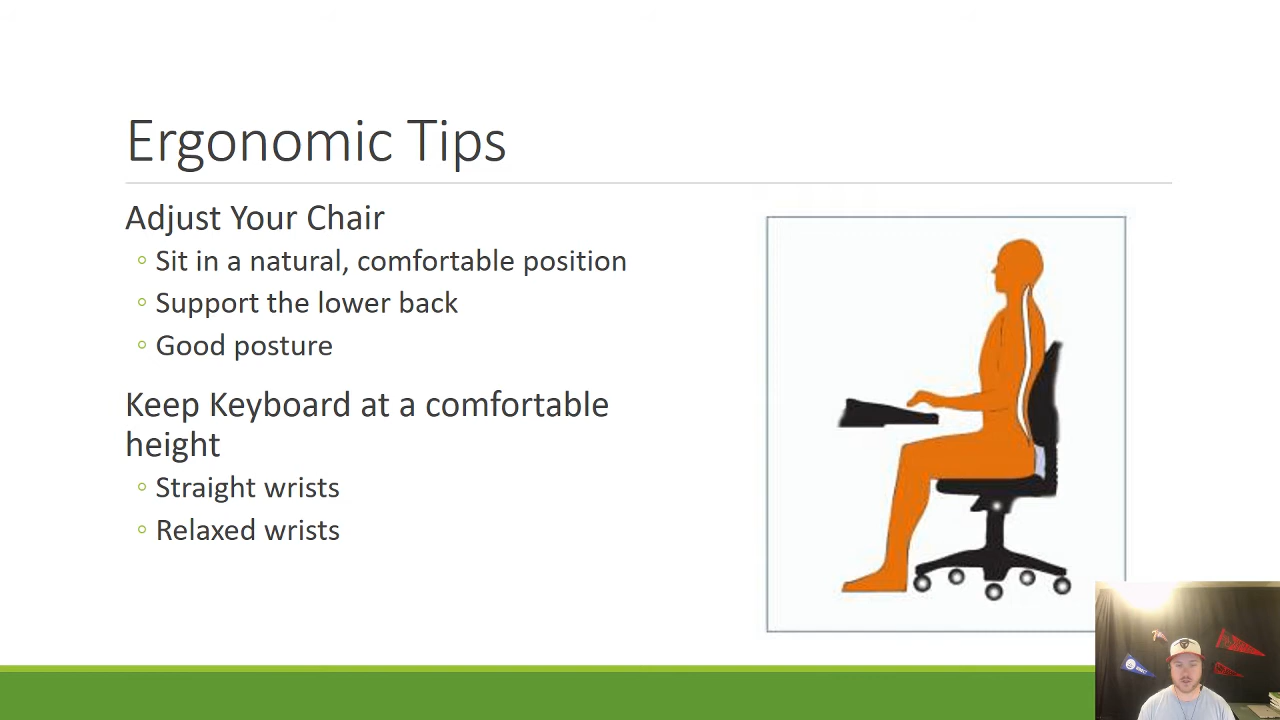 Ergonomic Tips
Adjust Your Chair
Sit in a natural, comfortable position
Support the lower back
Good posture
Keep Keyboard at a comfortable
height
Straight wrists
Relaxed wrists